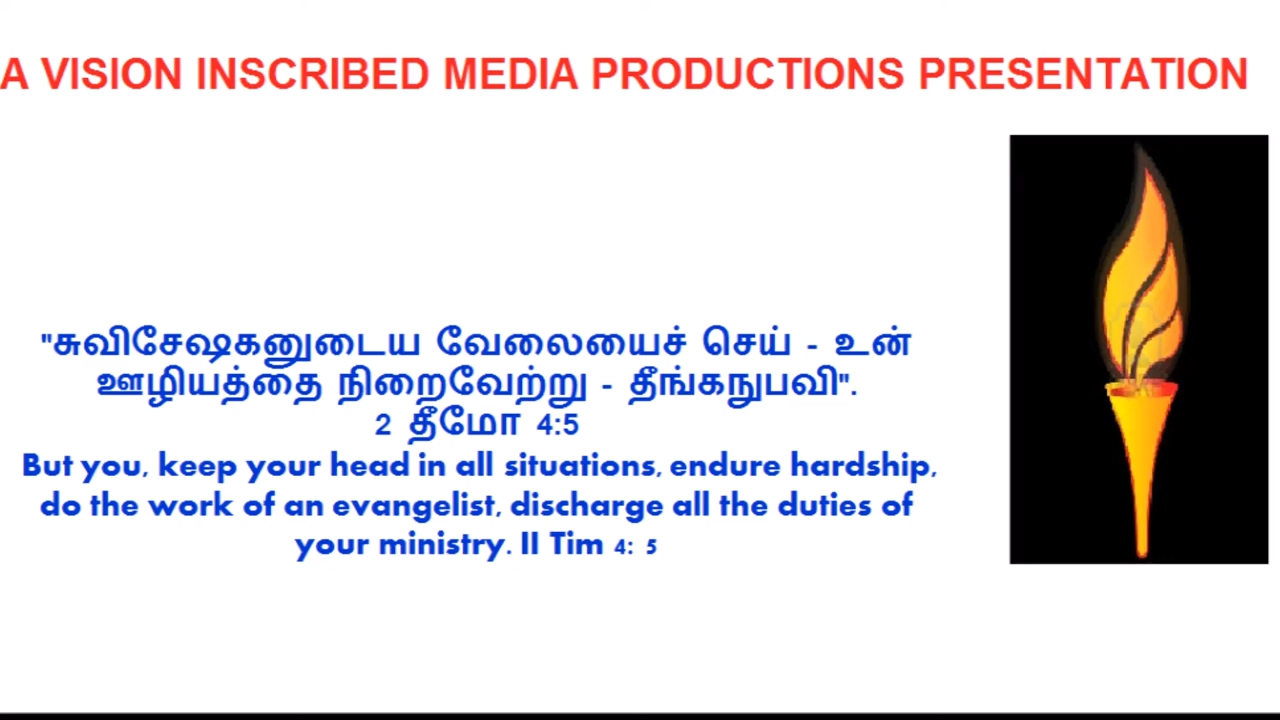 A VISION INSCRIBED MEDIA PRODUCTIONS PRESENTATION
"சுவிசேஷகனுடைய வேலையைச் செய் - உன்
ஊழியத்தை நிறைவேற்று - தீங்கநுபவி".
2 தீமோ 4:5
But you, keep your head in all situations, endure hardship,
do the work of an evangelist, discharge all the duties of
your ministry. II Tim 4: 5